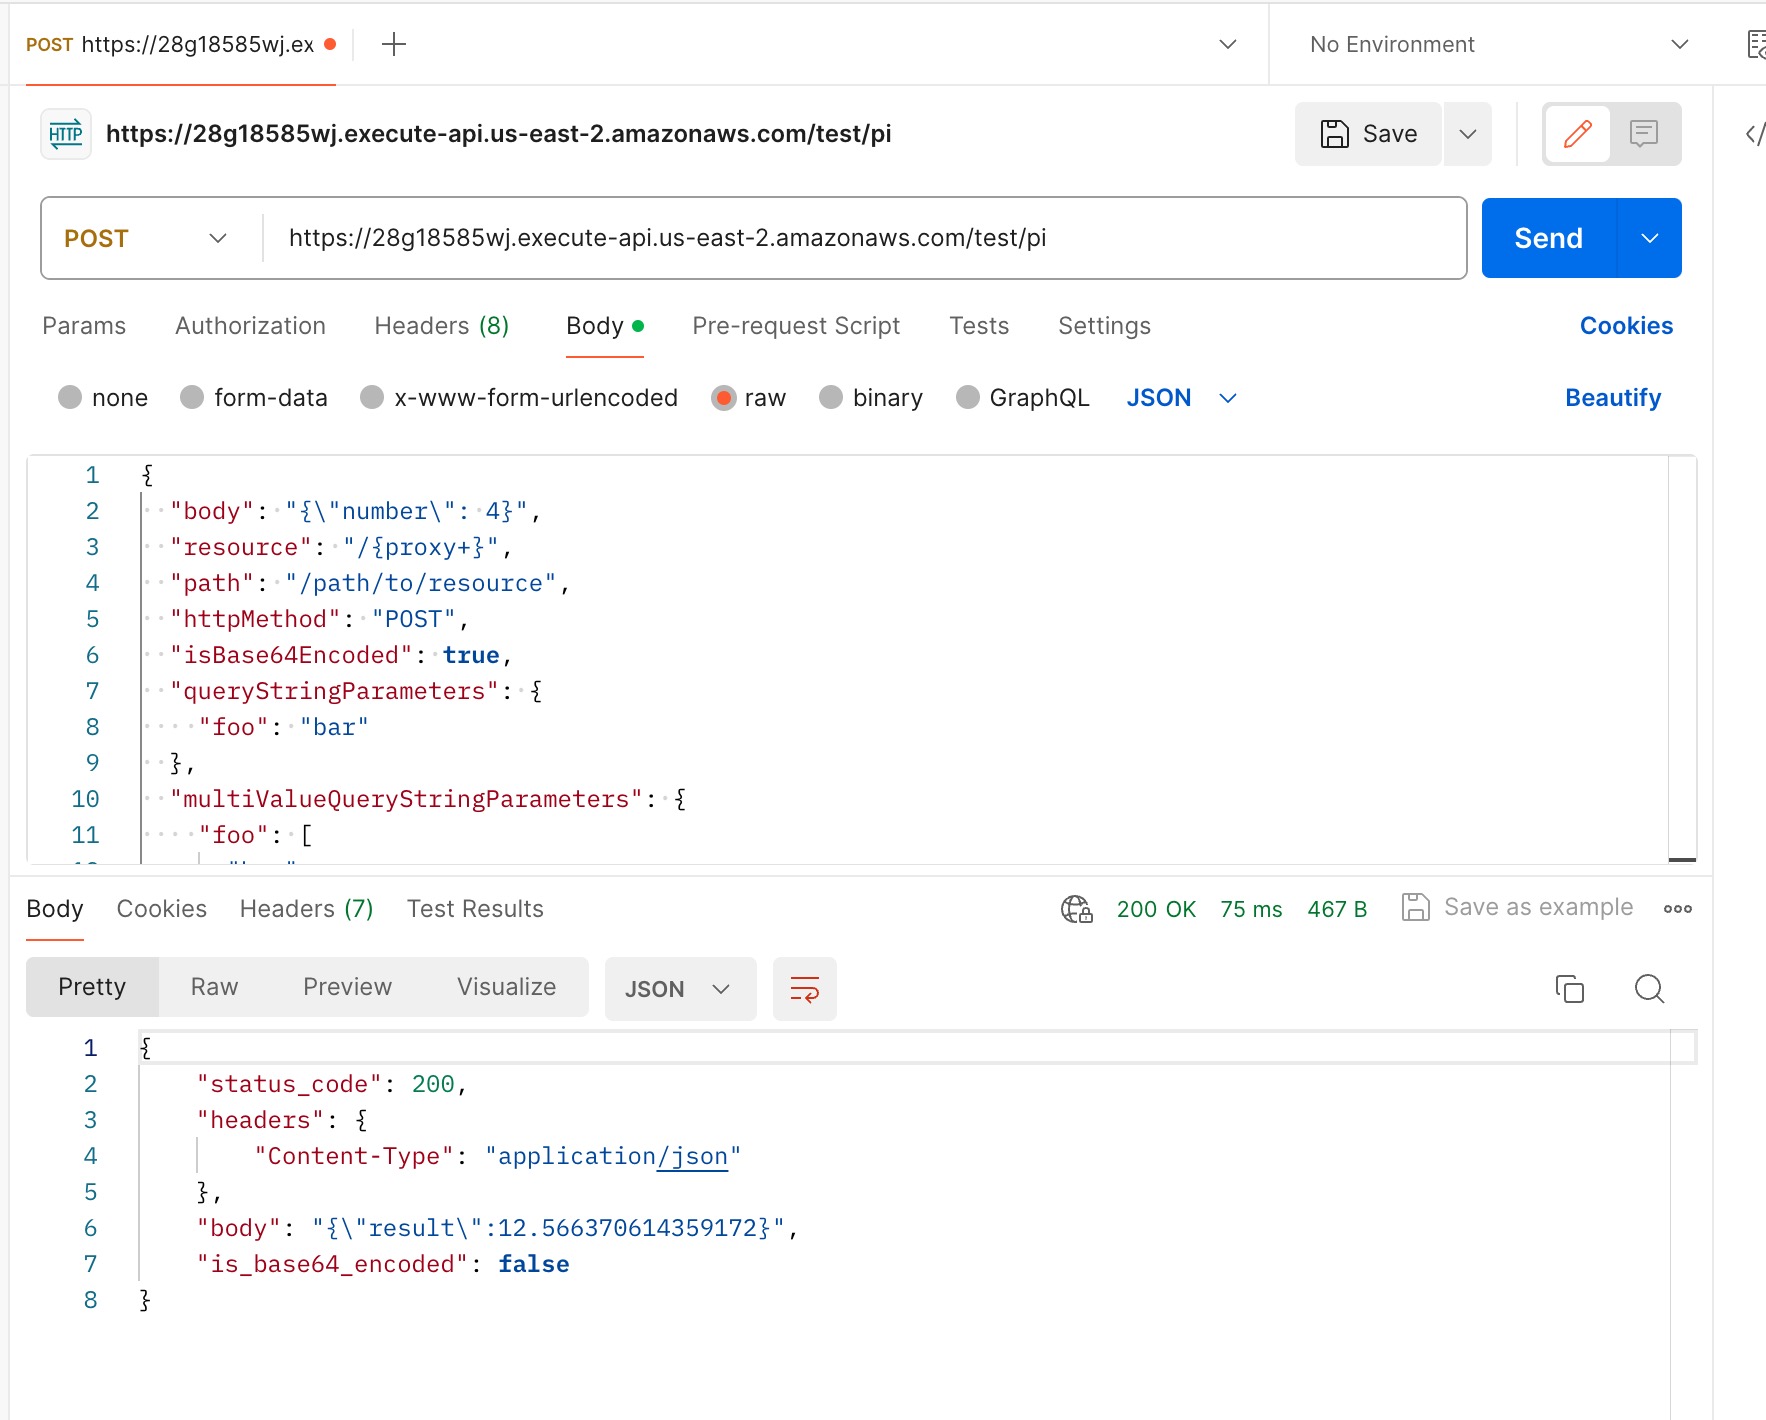 POST https://28g18585wj.ex
No Environment
HTTP https://28g18585wj.execute-api.us-east-2.amazonaws.com/test/pi
Save
POST https://28g18585wj.execute-api.us-east-2.amazonaws.com/test/pi
Send
Params Authorization Headers (8) Body Pre-request Script Tests Settings Cookies
none form-data x-www-form-urlencoded raw binary GraphQL JSON Beautify
1 {
2 "body": "{\"number\": 4}",
3 "resource": "/{proxy+}",
4 "path": "/path/to/resource",
5 "httpMethod": "POST",
6 "isBase64Encoded": true,
7 "queryStringParameters": {
8 "foo": "bar"
9 },
10 "multiValueQueryStringParameters": {
11 "foo": [
Body Cookies Headers (7) Test Results 200 OK 75 ms 467 B Save as example
Pretty Raw Preview Visualize JSON
1 {
2 "status_code": 200,
3 "headers": {
4 "Content-Type": "application/json"
5 },
6 "body": "{\"result\":12.566370614359172}",
7 "is_base64_encoded": false
8 }